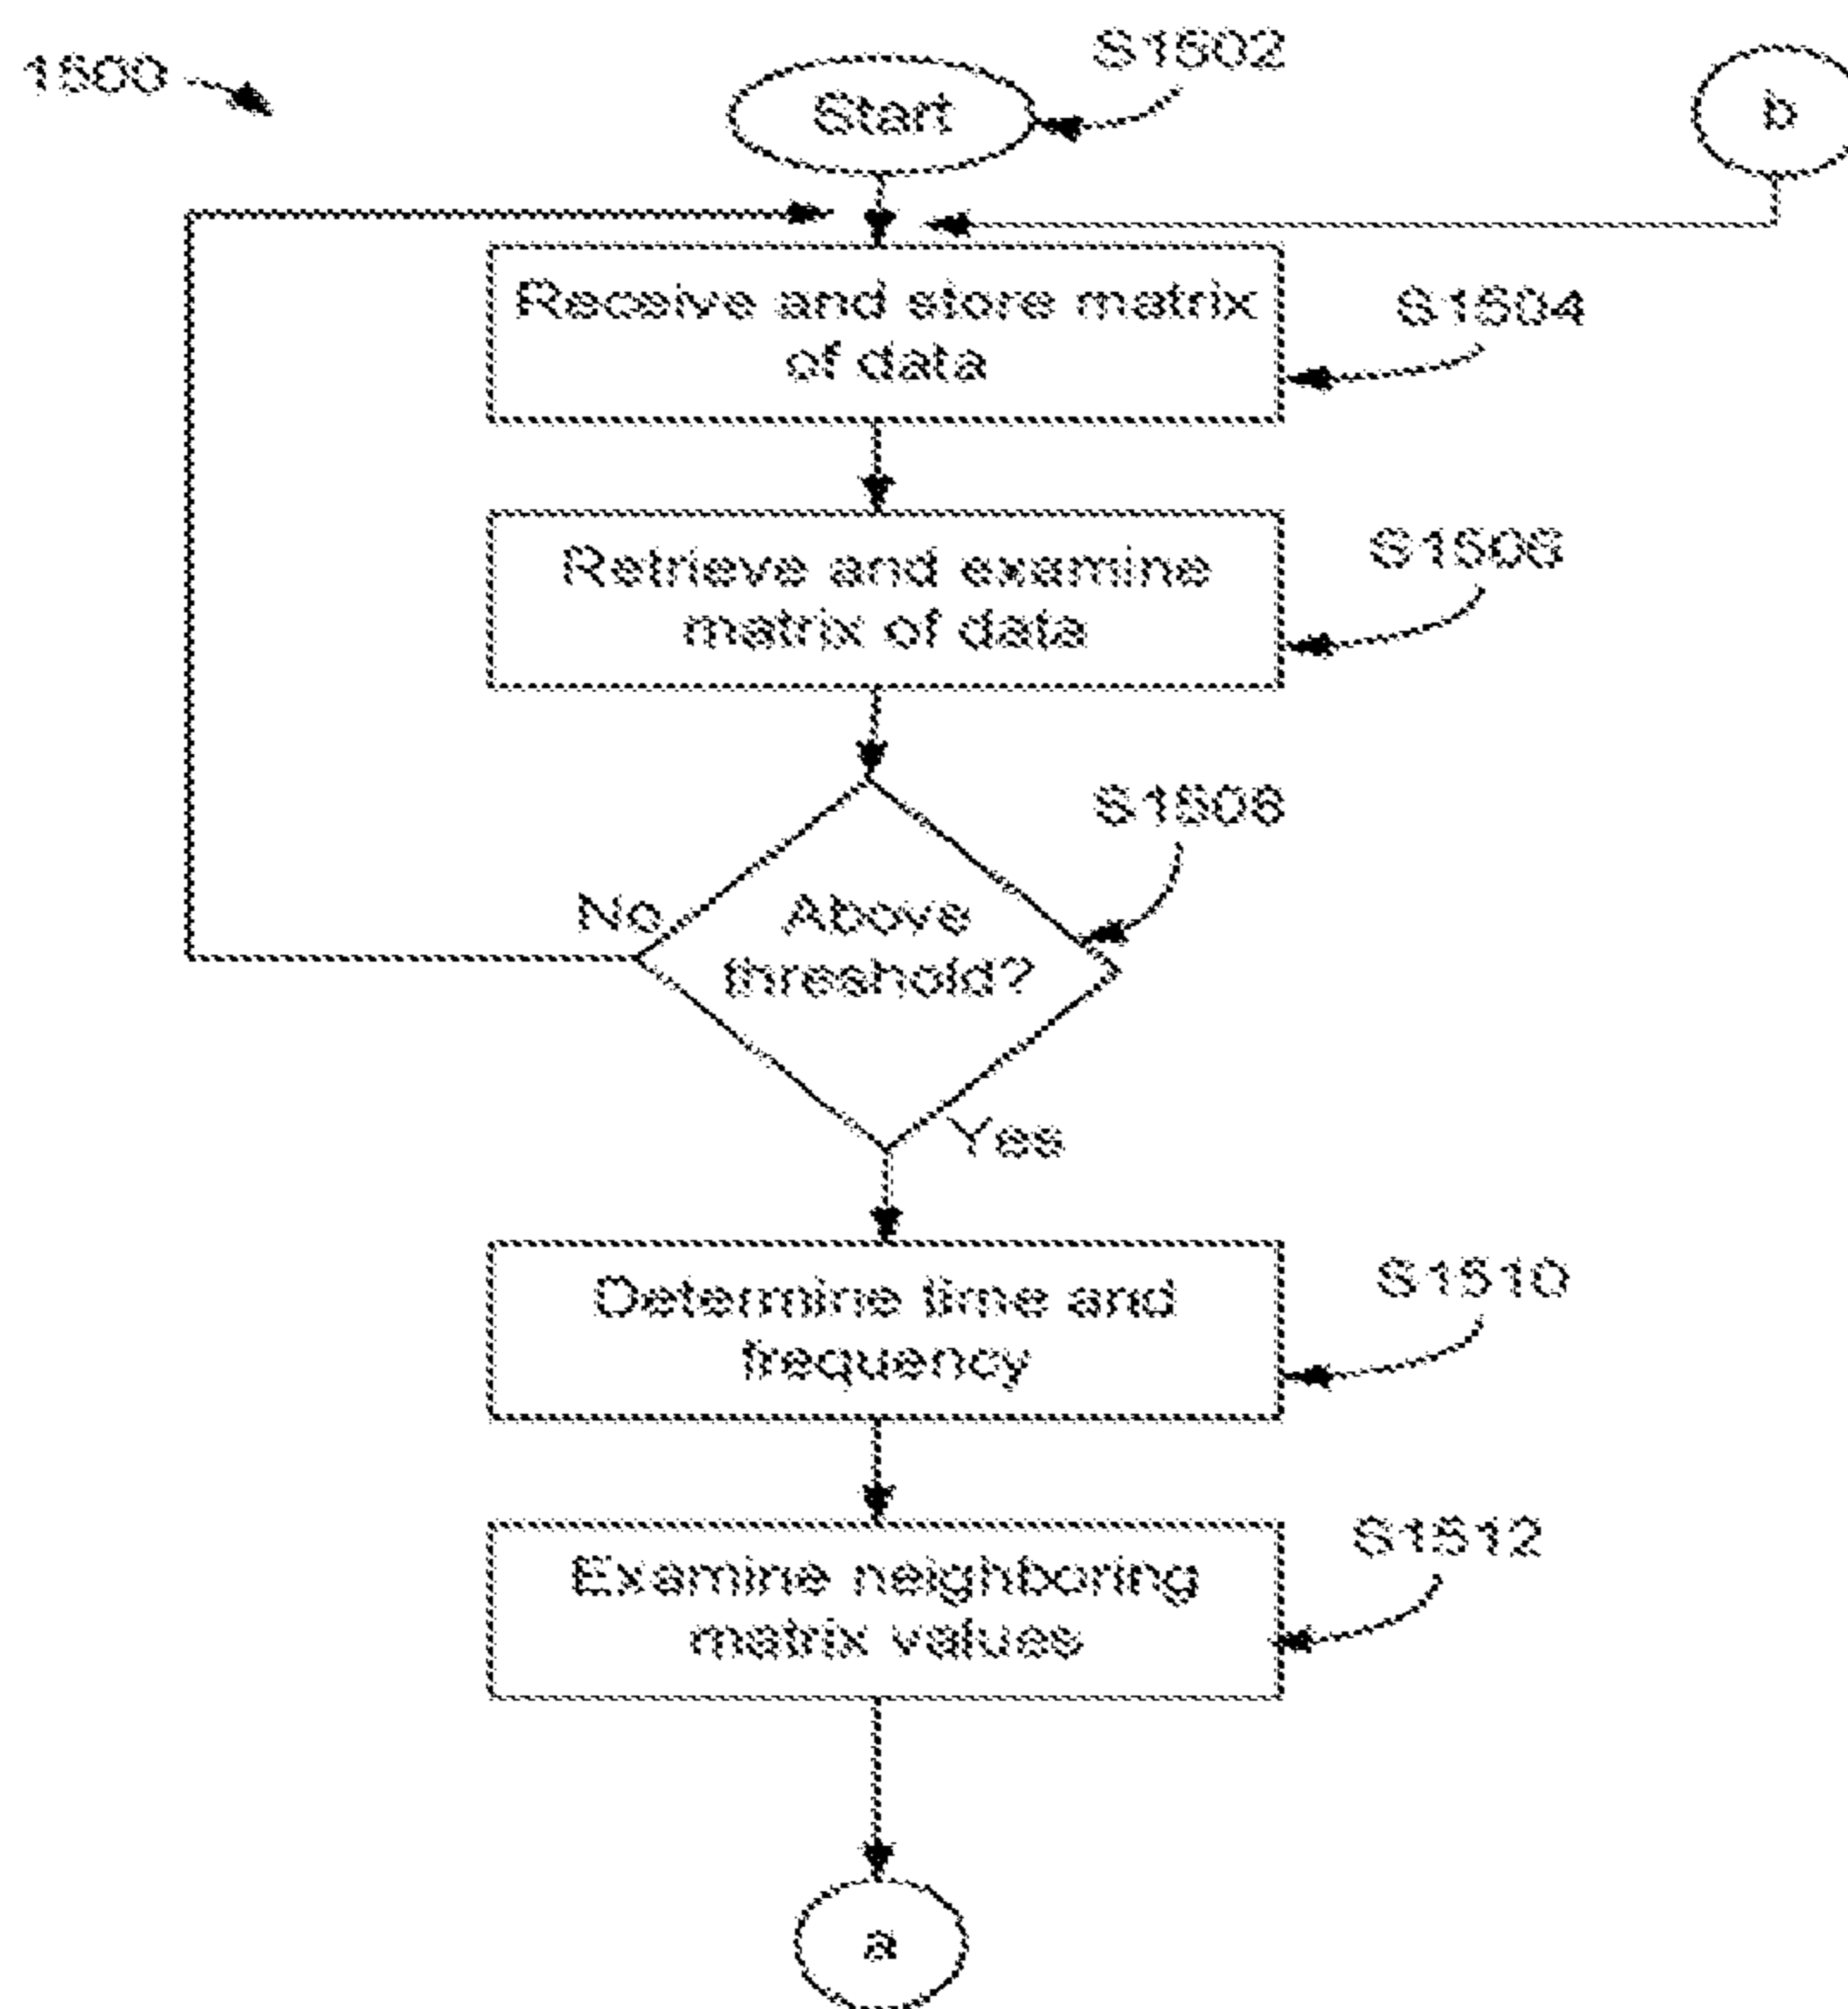 1500
S1502
Start
b
Receive and store matrix
of data
S1504
Retrieve and examine
matrix of data
S1508
S1506
No
Above
threshold?
Yes
Determine time and
frequency
S1510
Examine neighboring
matrix values
S1512
a